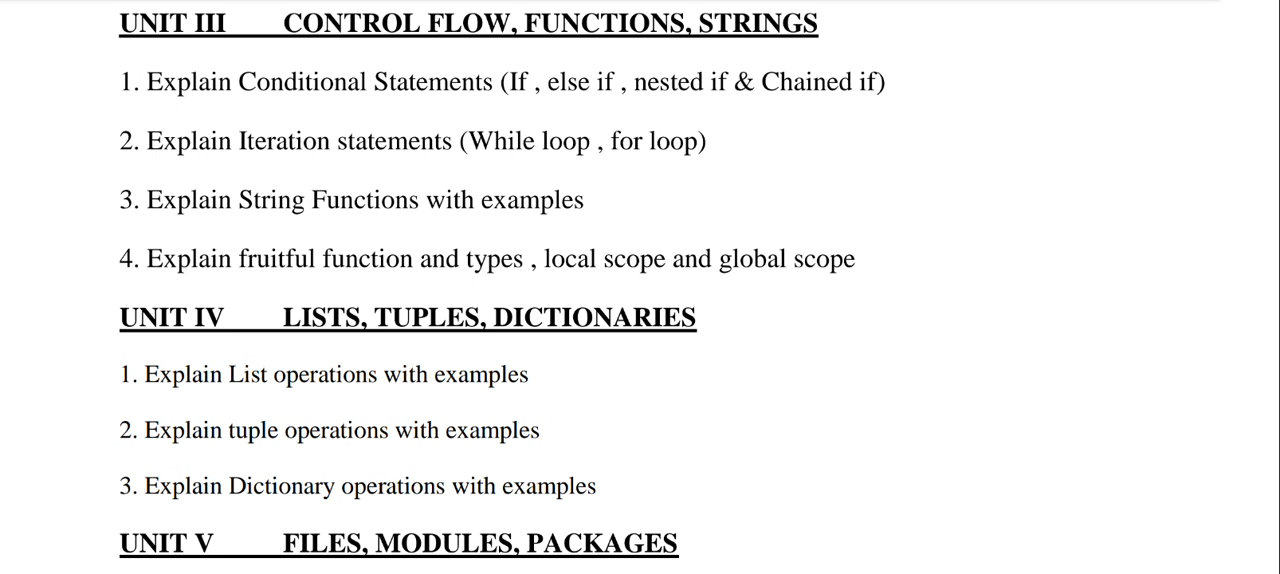 UNIT III CONTROL FLOW, FUNCTIONS, STRINGS
1. Explain Conditional Statements (If , else if , nested if & Chained if)
2. Explain Iteration statements (While loop , for loop)
3. Explain String Functions with examples
4. Explain fruitful function and types , local scope and global scope
UNIT IV LISTS, TUPLES, DICTIONARIES
1. Explain List operations with examples
2. Explain tuple operations with examples
3. Explain Dictionary operations with examples
UNIT V FILES, MODULES, PACKAGES